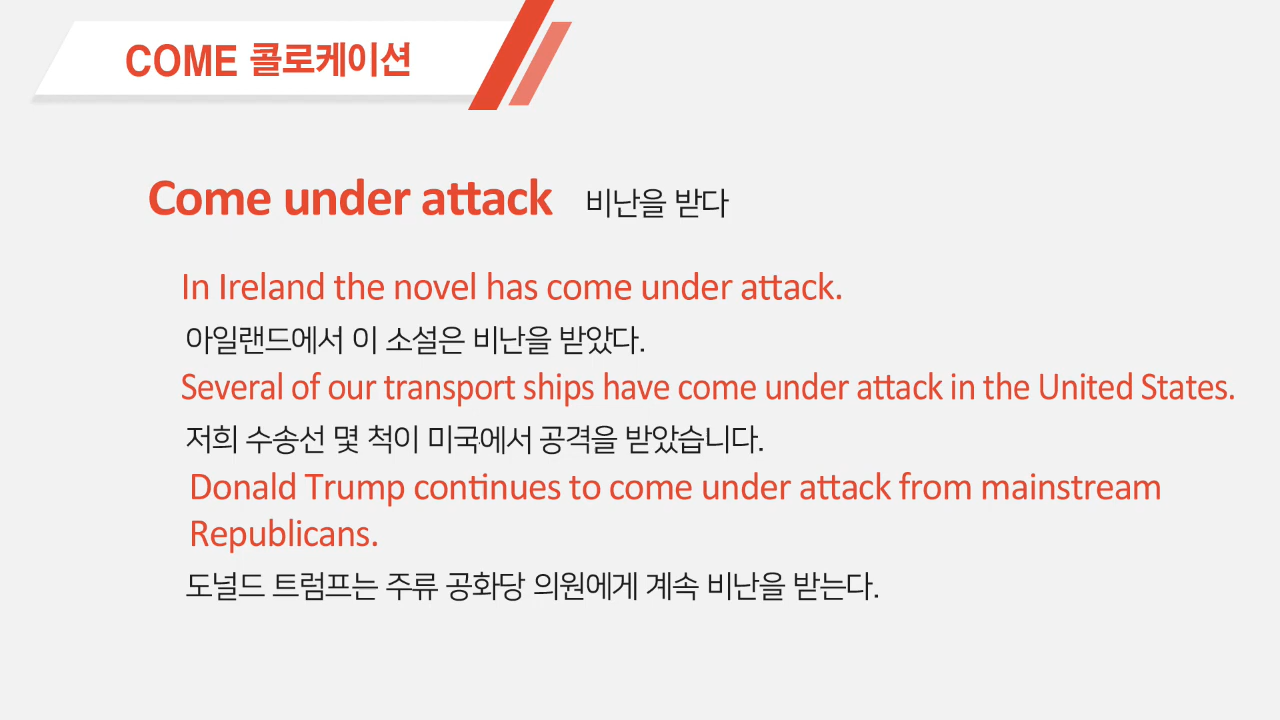 COME 콜로케이션
Come under attack 비난을 받다
In Ireland the novel has come under attack.
아일랜드에서 이 소설은 비난을 받았다.
Several of our transport ships have come under attack in the United States.
저희 수송선 몇 척이 미국에서 공격을 받았습니다.
Donald Trump continues to come under attack from mainstream
Republicans.
도널드 트럼프는 주류 공화당 의원에게 계속 비난을 받는다.